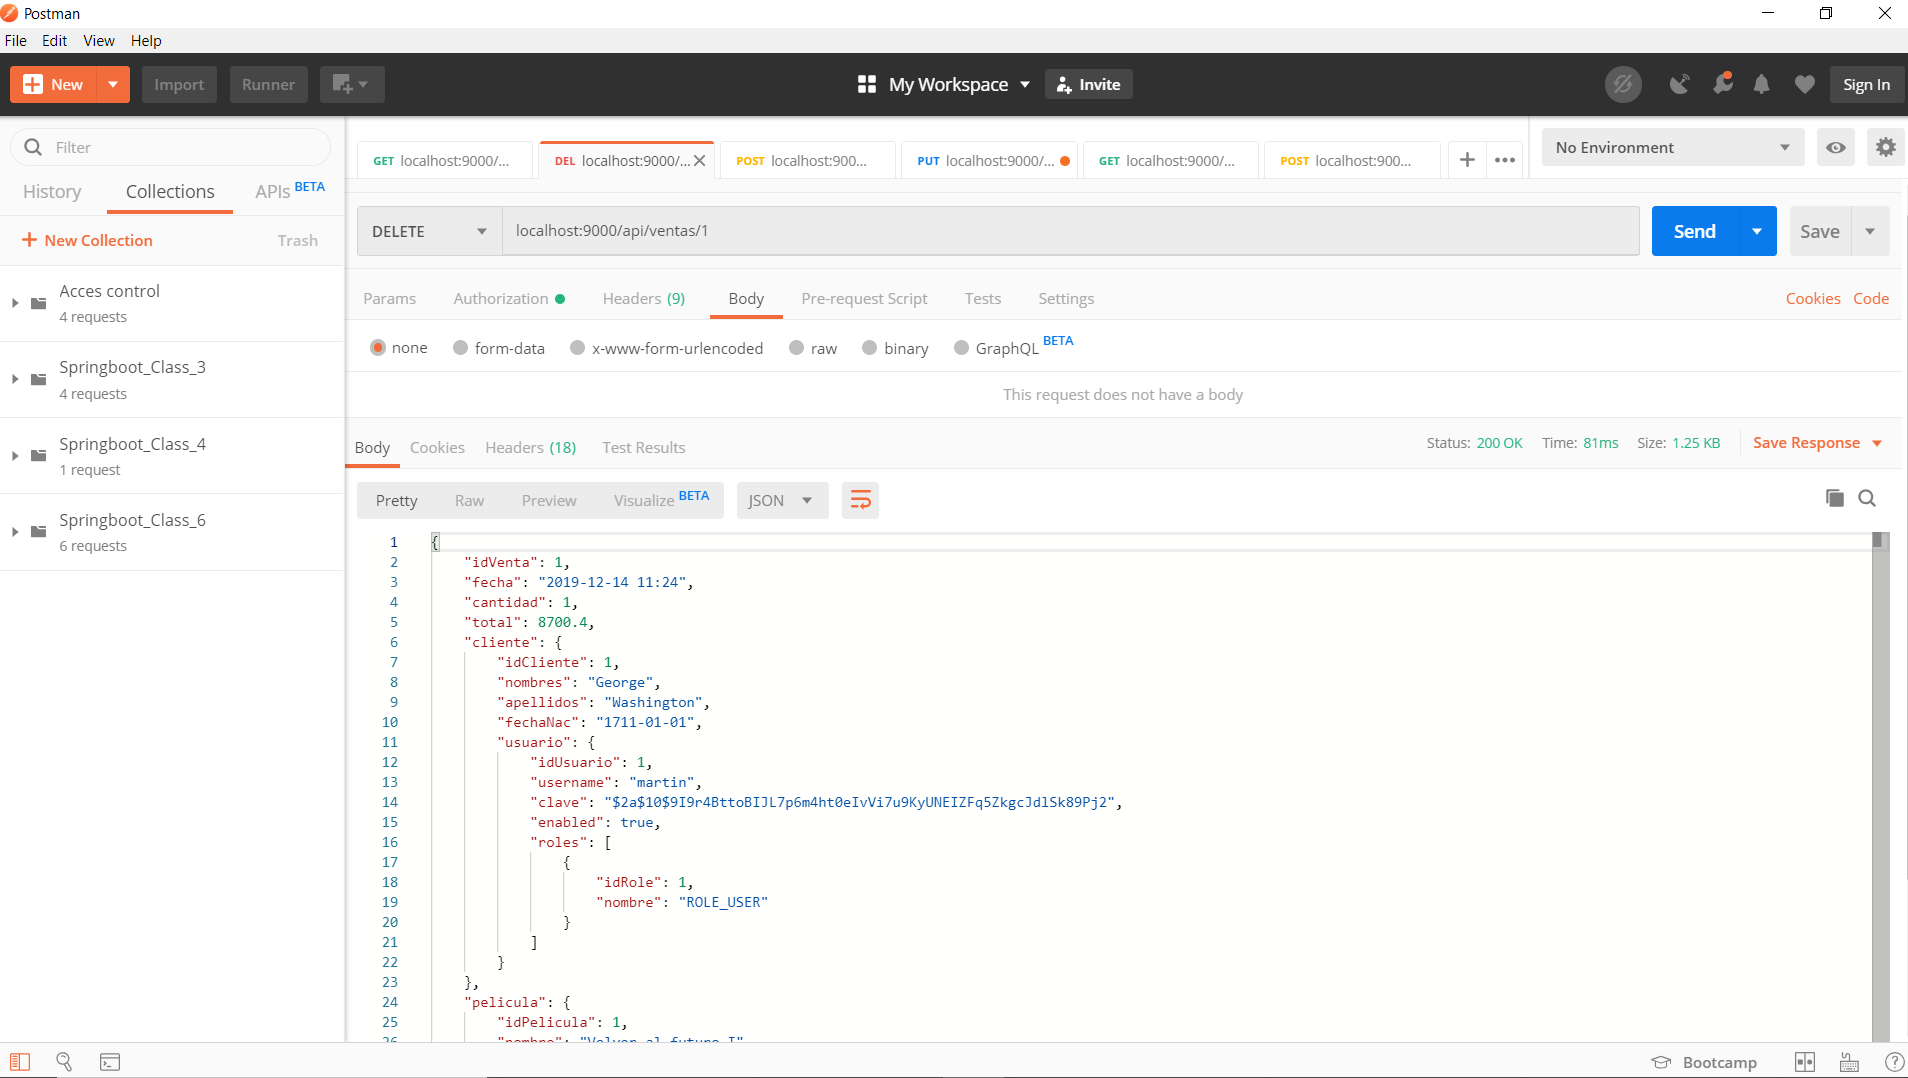 Postman
File Edit View Help
New Import Runner My Workspace Invite Sign In
Filter
History Collections APIs BETA
New Collection Trash
Acces control
4 requests
Springboot_Class_3
4 requests
Springboot_Class_4
1 request
Springboot_Class_6
6 requests
GET localhost:9000/... DEL localhost:9000/... POST localhost:900... PUT localhost:9000/... GET localhost:9000/... POST localhost:900... No Environment
DELETE localhost:9000/api/ventas/1 Send Save
Params Authorization Headers (9) Body Pre-request Script Tests Settings Cookies Code
none form-data x-www-form-urlencoded raw binary GraphQL BETA
This request does not have a body
Body Cookies Headers (18) Test Results Status: 200 OK Time: 81ms Size: 1.25 KB Save Response
Pretty Raw Preview Visualize BETA JSON
1 {
2 "idVenta": 1,
3 "fecha": "2019-12-14 11:24",
4 "cantidad": 1,
5 "total": 8700.4,
6 "cliente": {
7 "idCliente": 1,
8 "nombres": "George",
9 "apellidos": "Washington",
10 "fechaNac": "1711-01-01",
11 "usuario": {
12 "idUsuario": 1,
13 "username": "martin",
14 "clave": "$2a$10$9I9r4BttoBIJL7p6m4ht0eIvVi7u9KyUNEIZFq5ZkgcJdlSk89Pj2",
15 "enabled": true,
16 "roles": [
17 {
18 "idRole": 1,
19 "nombre": "ROLE_USER"
20 }
21 ]
22 }
23 },
24 "pelicula": {
25 "idPelicula": 1,
26 "nombre": "Volver al futuro I"
Bootcamp